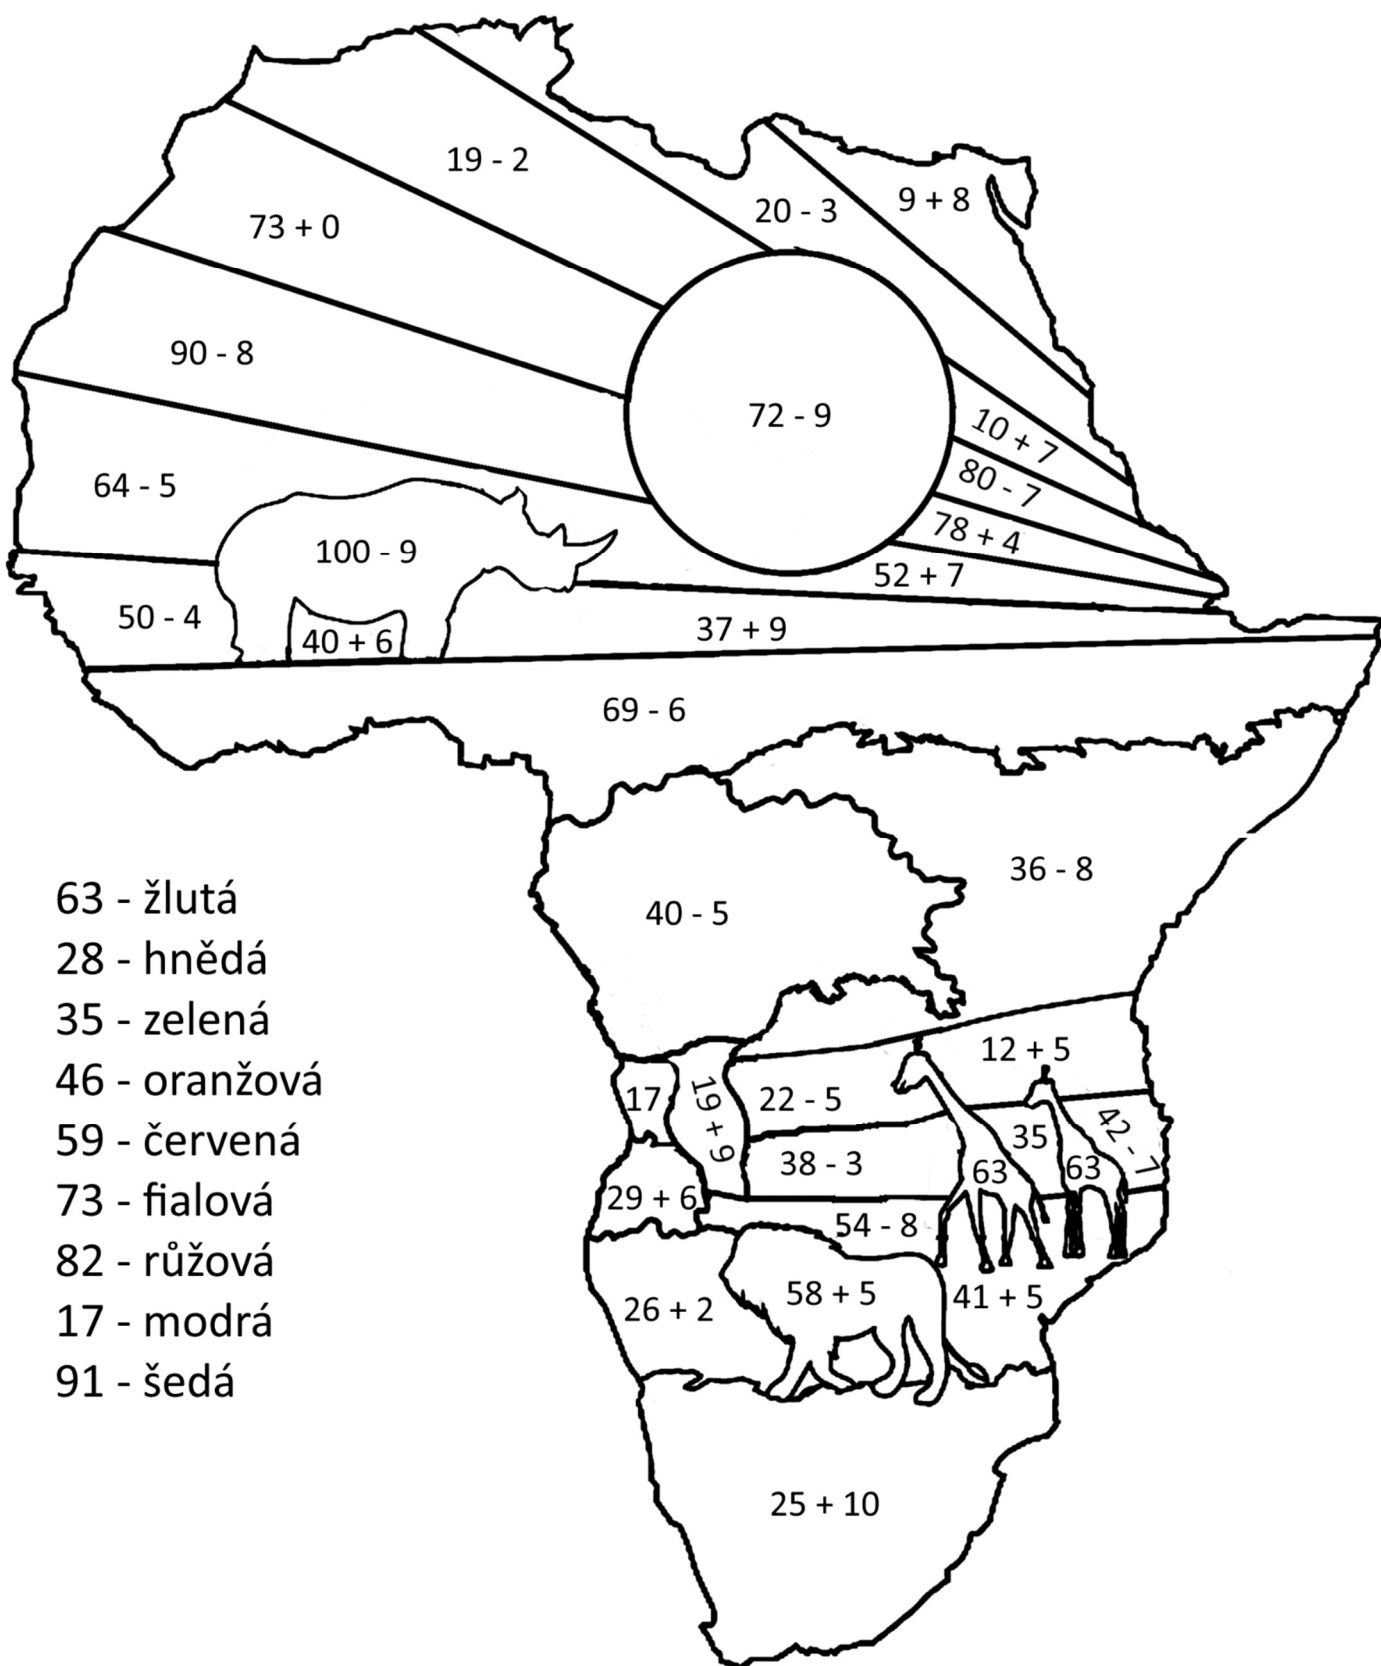 19 - 2
9 + 8
20 - 3
73 + 0
90 - 8
72 - 9
10 + 7
80 - 7
64 - 5
78 + 4
100 - 9
52 + 7
50 - 4
37 + 9
40 + 6
69 - 6
36 - 8
63 - žlutá
40 - 5
28 - hnědá
35 - zelená
12 + 5
46 - oranžová
17
19 + 9
22 - 5
35
42 - 7
59 - červená
38 - 3
63
63
73 - fialová
29 + 6
54 - 8
82 - růžová
58 + 5
41 + 5
26 + 2
17 - modrá
91 - šedá
25 + 10